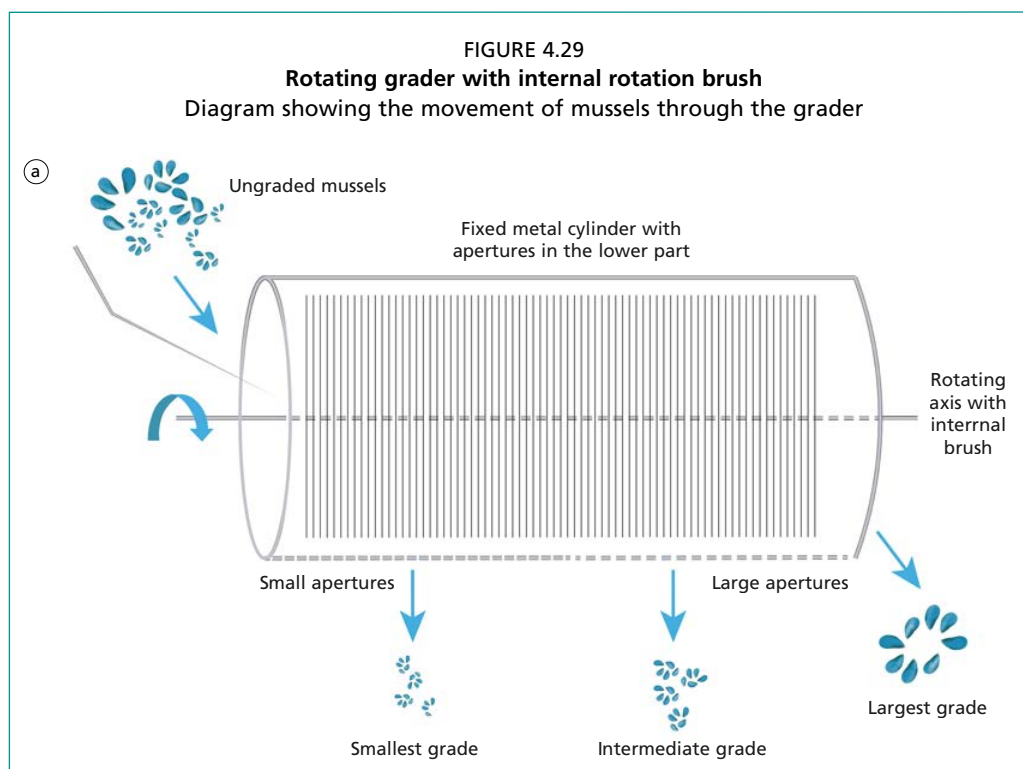 FIGURE 4.29
Rotating grader with internal rotation brush
Diagram showing the movement of mussels through the grader
a
Ungraded mussels
Fixed metal cylinder with
apertures in the lower part
Rotating
axis with
interrnal
brush
Small apertures
Large apertures
Smallest grade
Intermediate grade
Largest grade